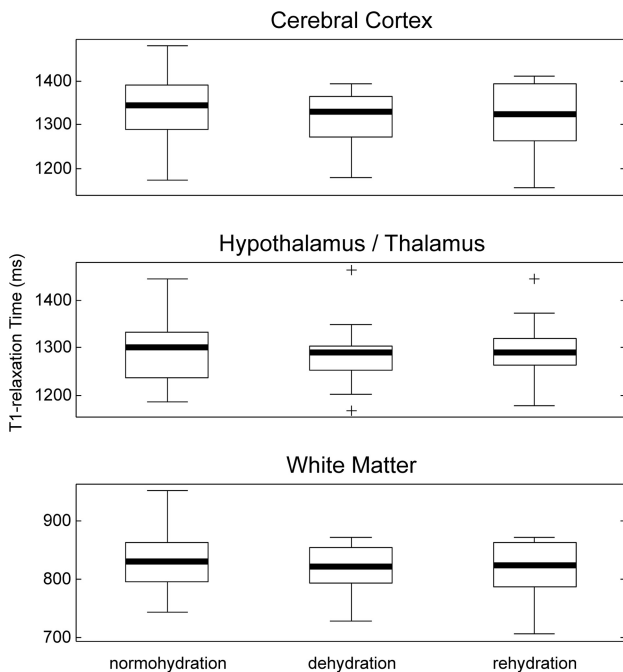 Cerebral Cortex
1400
1300
1200
Hypothalamus / Thalamus
T1-relaxation Time (ms)
1400
1300
1200
White Matter
900
800
700
normohydration dehydration rehydration